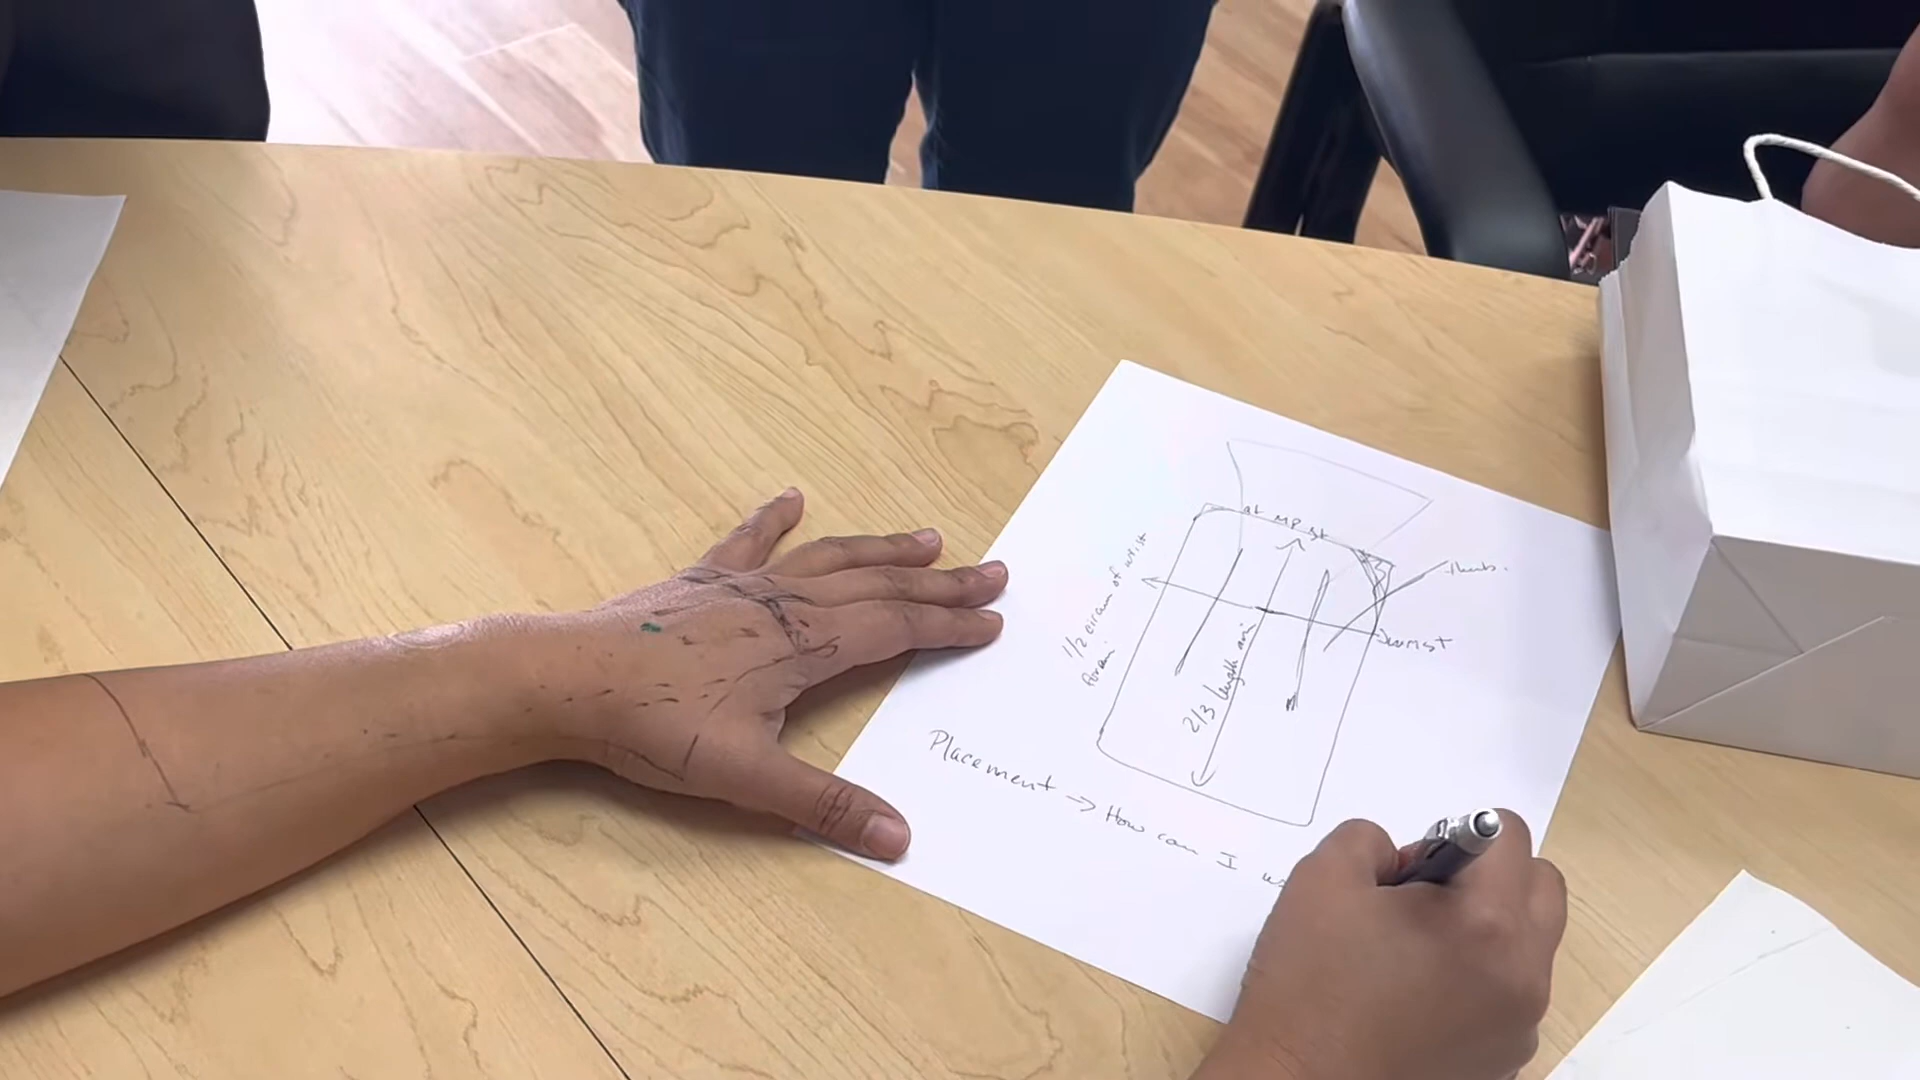 at MP jt
1/2 circum of wrist
forearm
2/3 length arm
thumb
wrist
Placement → How can I